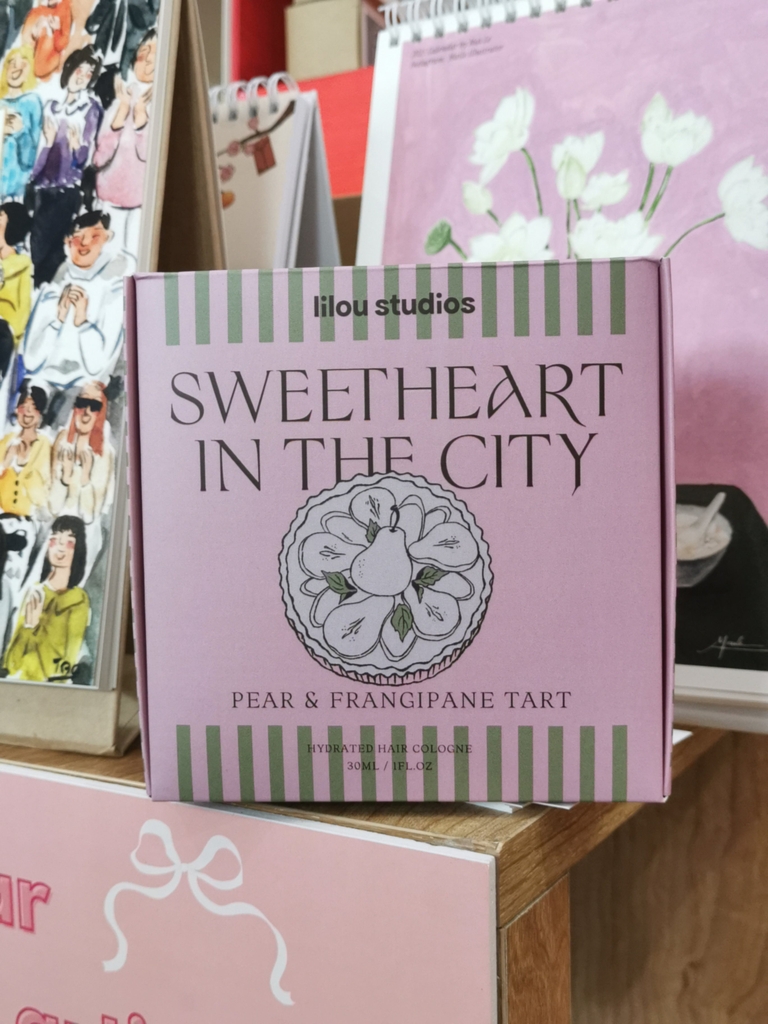 lilou studios
SWEETHEART
IN THE CITY
PEAR & FRANGIPANE TART
HYDRATED HAIR COLOGNE
30ML / 1FL.OZ